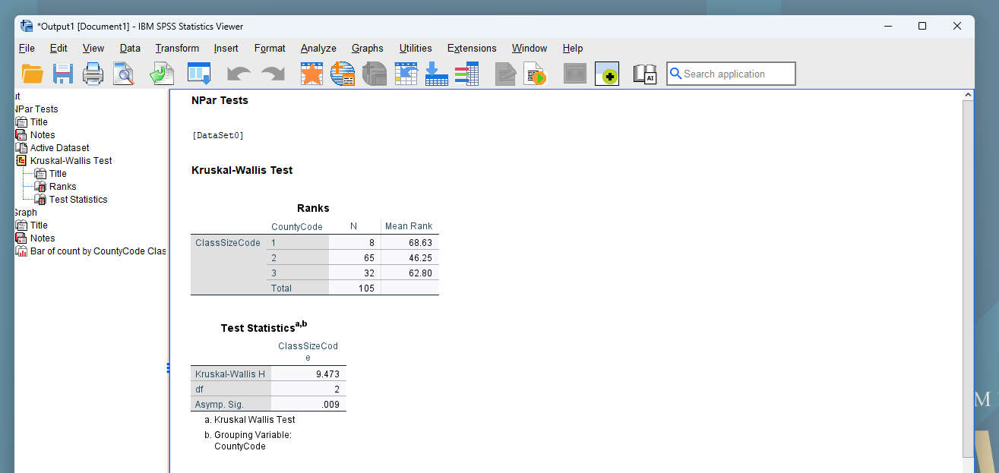 *Output1 [Document1] - IBM SPSS Statistics Viewer
File Edit View Data Transform Insert Format Analyze Graphs Utilities Extensions Window Help
AI
Search application
NPar Tests
Title
Notes
Active Dataset
Kruskal-Wallis Test
Title
Ranks
Test Statistics
Graph
Title
Notes
Bar of count by CountyCode Clas
NPar Tests
[DataSet0]
Kruskal-Wallis Test
Ranks
CountyCode N Mean Rank
ClassSizeCode 1 8 68.63
2 65 46.25
3 32 62.80
Total 105
Test Statistics a,b
ClassSizeCod
e
Kruskal-Wallis H 9.473
df 2
Asymp. Sig. .009
a. Kruskal Wallis Test
b. Grouping Variable:
CountyCode
M